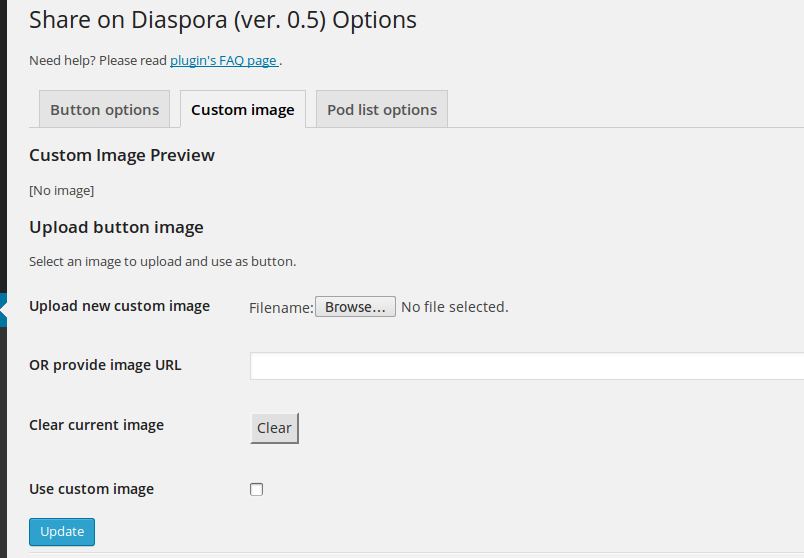 Share on Diaspora (ver. 0.5) Options
Need help? Please read plugin's FAQ page .
Button options Custom image Pod list options
Custom Image Preview
[No image]
Upload button image
Select an image to upload and use as button.
Upload new custom image Filename: Browse... No file selected.
OR provide image URL
Clear current image Clear
Use custom image
Update